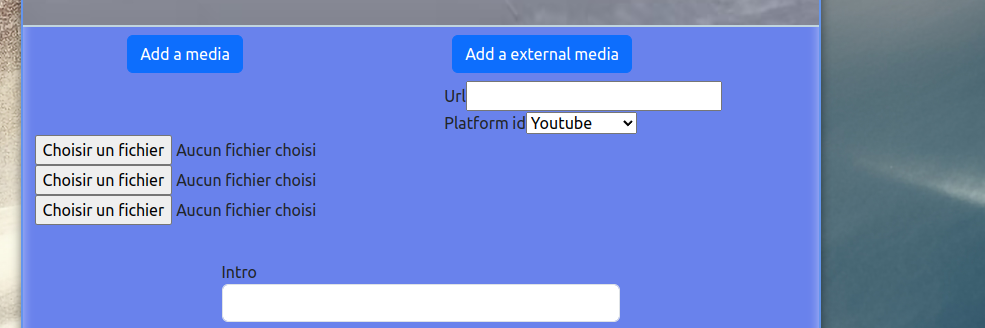 Add a media
Add a external media
Url
Platform id Youtube
Choisir un fichier Aucun fichier choisi
Choisir un fichier Aucun fichier choisi
Choisir un fichier Aucun fichier choisi
Intro